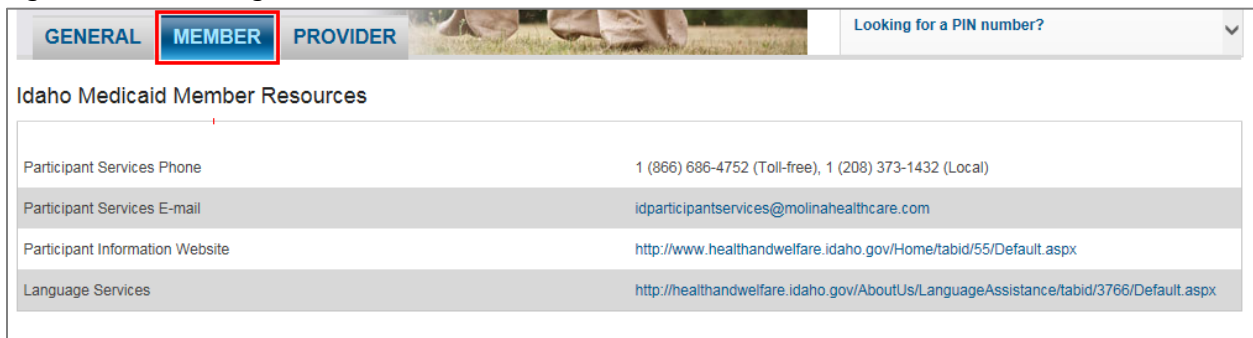 GENERAL MEMBER PROVIDER
Looking for a PIN number?
Idaho Medicaid Member Resources
Participant Services Phone 1 (866) 686-4752 (Toll-free), 1 (208) 373-1432 (Local)
Participant Services E-mail idparticipantservices@molinahealthcare.com
Participant Information Website http://www.healthandwelfare.idaho.gov/Home/tabid/55/Default.aspx
Language Services http://healthandwelfare.idaho.gov/AboutUs/LanguageAssistance/tabid/3766/Default.aspx